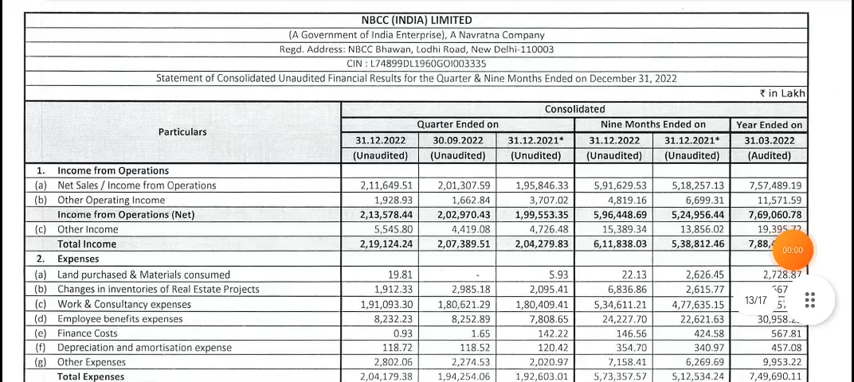 NBCC (INDIA) LIMITED
(A Government of India Enterprise), A Navratna Company
Regd. Address: NBCC Bhawan, Lodhi Road, New Delhi-110003
CIN : L74899DL1960GOI003335
Statement of Consolidated Unaudited Financial Results for the Quarter & Nine Months Ended on December 31, 2022
₹ in Lakh
Particulars Consolidated
Quarter Ended on Nine Months Ended on Year Ended on
31.12.2022 30.09.2022 31.12.2021* 31.12.2022 31.12.2021* 31.03.2022
(Unaudited) (Unaudited) (Unudited) (Unaudited) (Unaudited) (Audited)
1. Income from Operations
(a) Net Sales / Income from Operations 2,11,649.51 2,01,307.59 1,95,846.33 5,91,629.53 5,18,257.13 7,57,489.19
(b) Other Operating Income 1,928.93 1,662.84 3,707.02 4,819.16 6,699.31 11,571.59
Income from Operations (Net) 2,13,578.44 2,02,970.43 1,99,553.35 5,96,448.69 5,24,956.44 7,69,060.78
(c) Other Income 5,545.80 4,419.08 4,726.48 15,389.34 13,856.02
Total Income 2,19,124.24 2,07,389.51 2,04,279.83 6,11,838.03 5,38,812.46
00:00
2. Expenses
(a) Land purchased & Materials consumed 19.81 - 5.93 22.13 2,626.45 2,728.87
(b) Changes in inventories of Real Estate Projects 1,912.33 2,985.18 2,095.41 6,836.86 2,615.77
(c) Work & Consultancy expenses 1,91,093.30 1,80,621.29 1,80,409.41 5,34,611.21 4,77,635.15
13/17
(d) Employee benefits expenses 8,232.23 8,252.89 7,808.65 24,227.70 22,621.63
(e) Finance Costs 0.93 1.65 142.22 146.56 424.58 567.81
(f) Depreciation and amortisation expense 118.72 118.52 120.42 354.70 340.97 457.08
(g) Other Expenses 2,802.06 2,274.53 2,020.97 7,158.41 6,269.69 9,953.22
Total Expenses 2,04,179.38 1,94,254.06 1,92,603.01 5,73,357.57 5,12,534.24 7,49,690.11